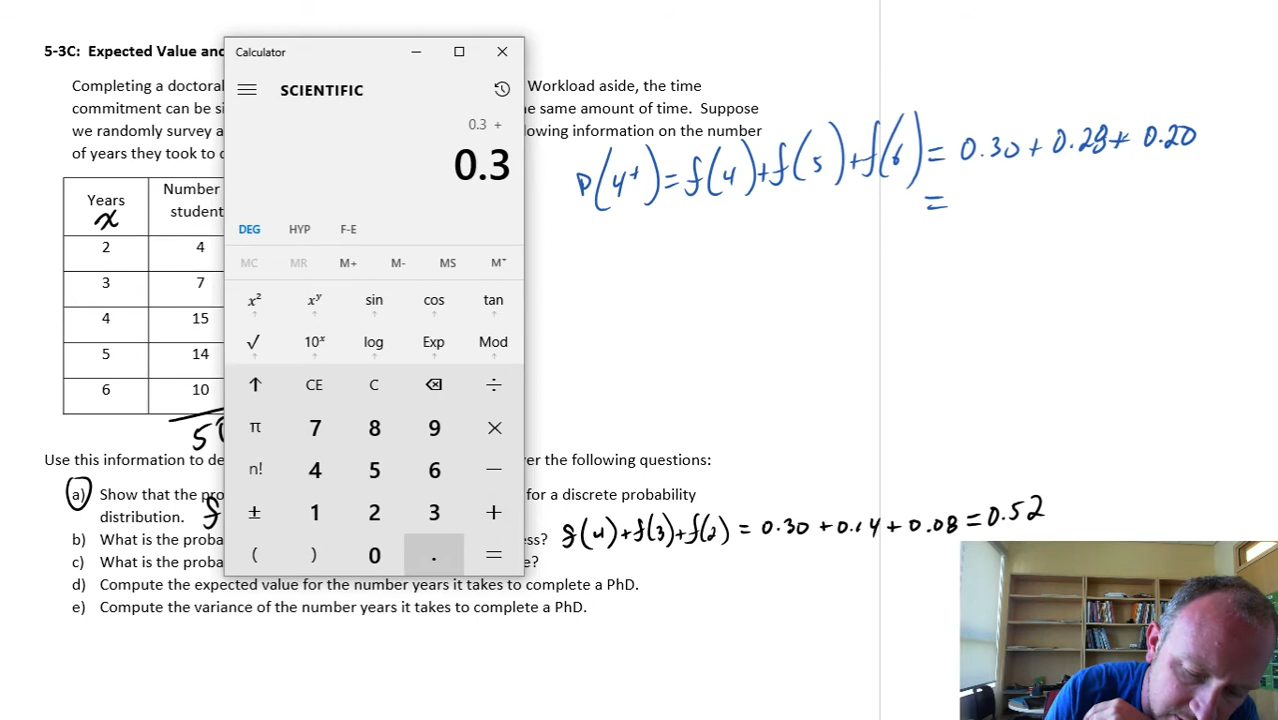 5-3C: Expected Value and
Completing a doctoral
Workload aside, the time
commitment can be si
e same amount of time. Suppose
we randomly survey a
owing information on the number
of years they took to c
Calculator
SCIENTIFIC
0.3 +
0.3
DEG HYP F-E
MC MR M+ M- MS M˅
x² xʸ sin cos tan
√ 10ˣ log Exp Mod
↑ CE C ⌫ ÷
π 7 8 9 ×
n! 4 5 6 −
± 1 2 3 +
( ) 0 . =
P(4+) = f(4)+f(5)+f(6) = 0.30 + 0.28 + 0.20
=
Years Number
x student
2 4
3 7
4 15
5 14
6 10
50
Use this information to de
er the following questions:
a) Show that the pro
for a discrete probability
distribution. f
b) What is the proba
ess? f(4)+f(3)+f(2) = 0.30 + 0.14 + 0.08 = 0.52
c) What is the proba
e?
d) Compute the expected value for the number years it takes to complete a PhD.
e) Compute the variance of the number years it takes to complete a PhD.